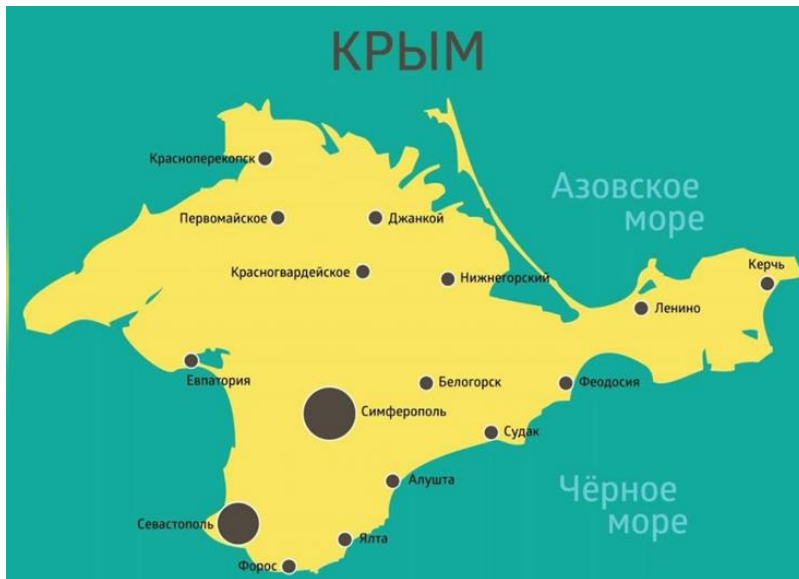 КРЫМ
Красноперекопск
Азовское
море
Первомайское
Джанкой
Красногвардейское
Нижнегорский
Керчь
Ленино
Евпатория
Белогорск
Феодосия
Симферополь
Судак
Алушта
Чёрное
море
Севастополь
Ялта
Форос